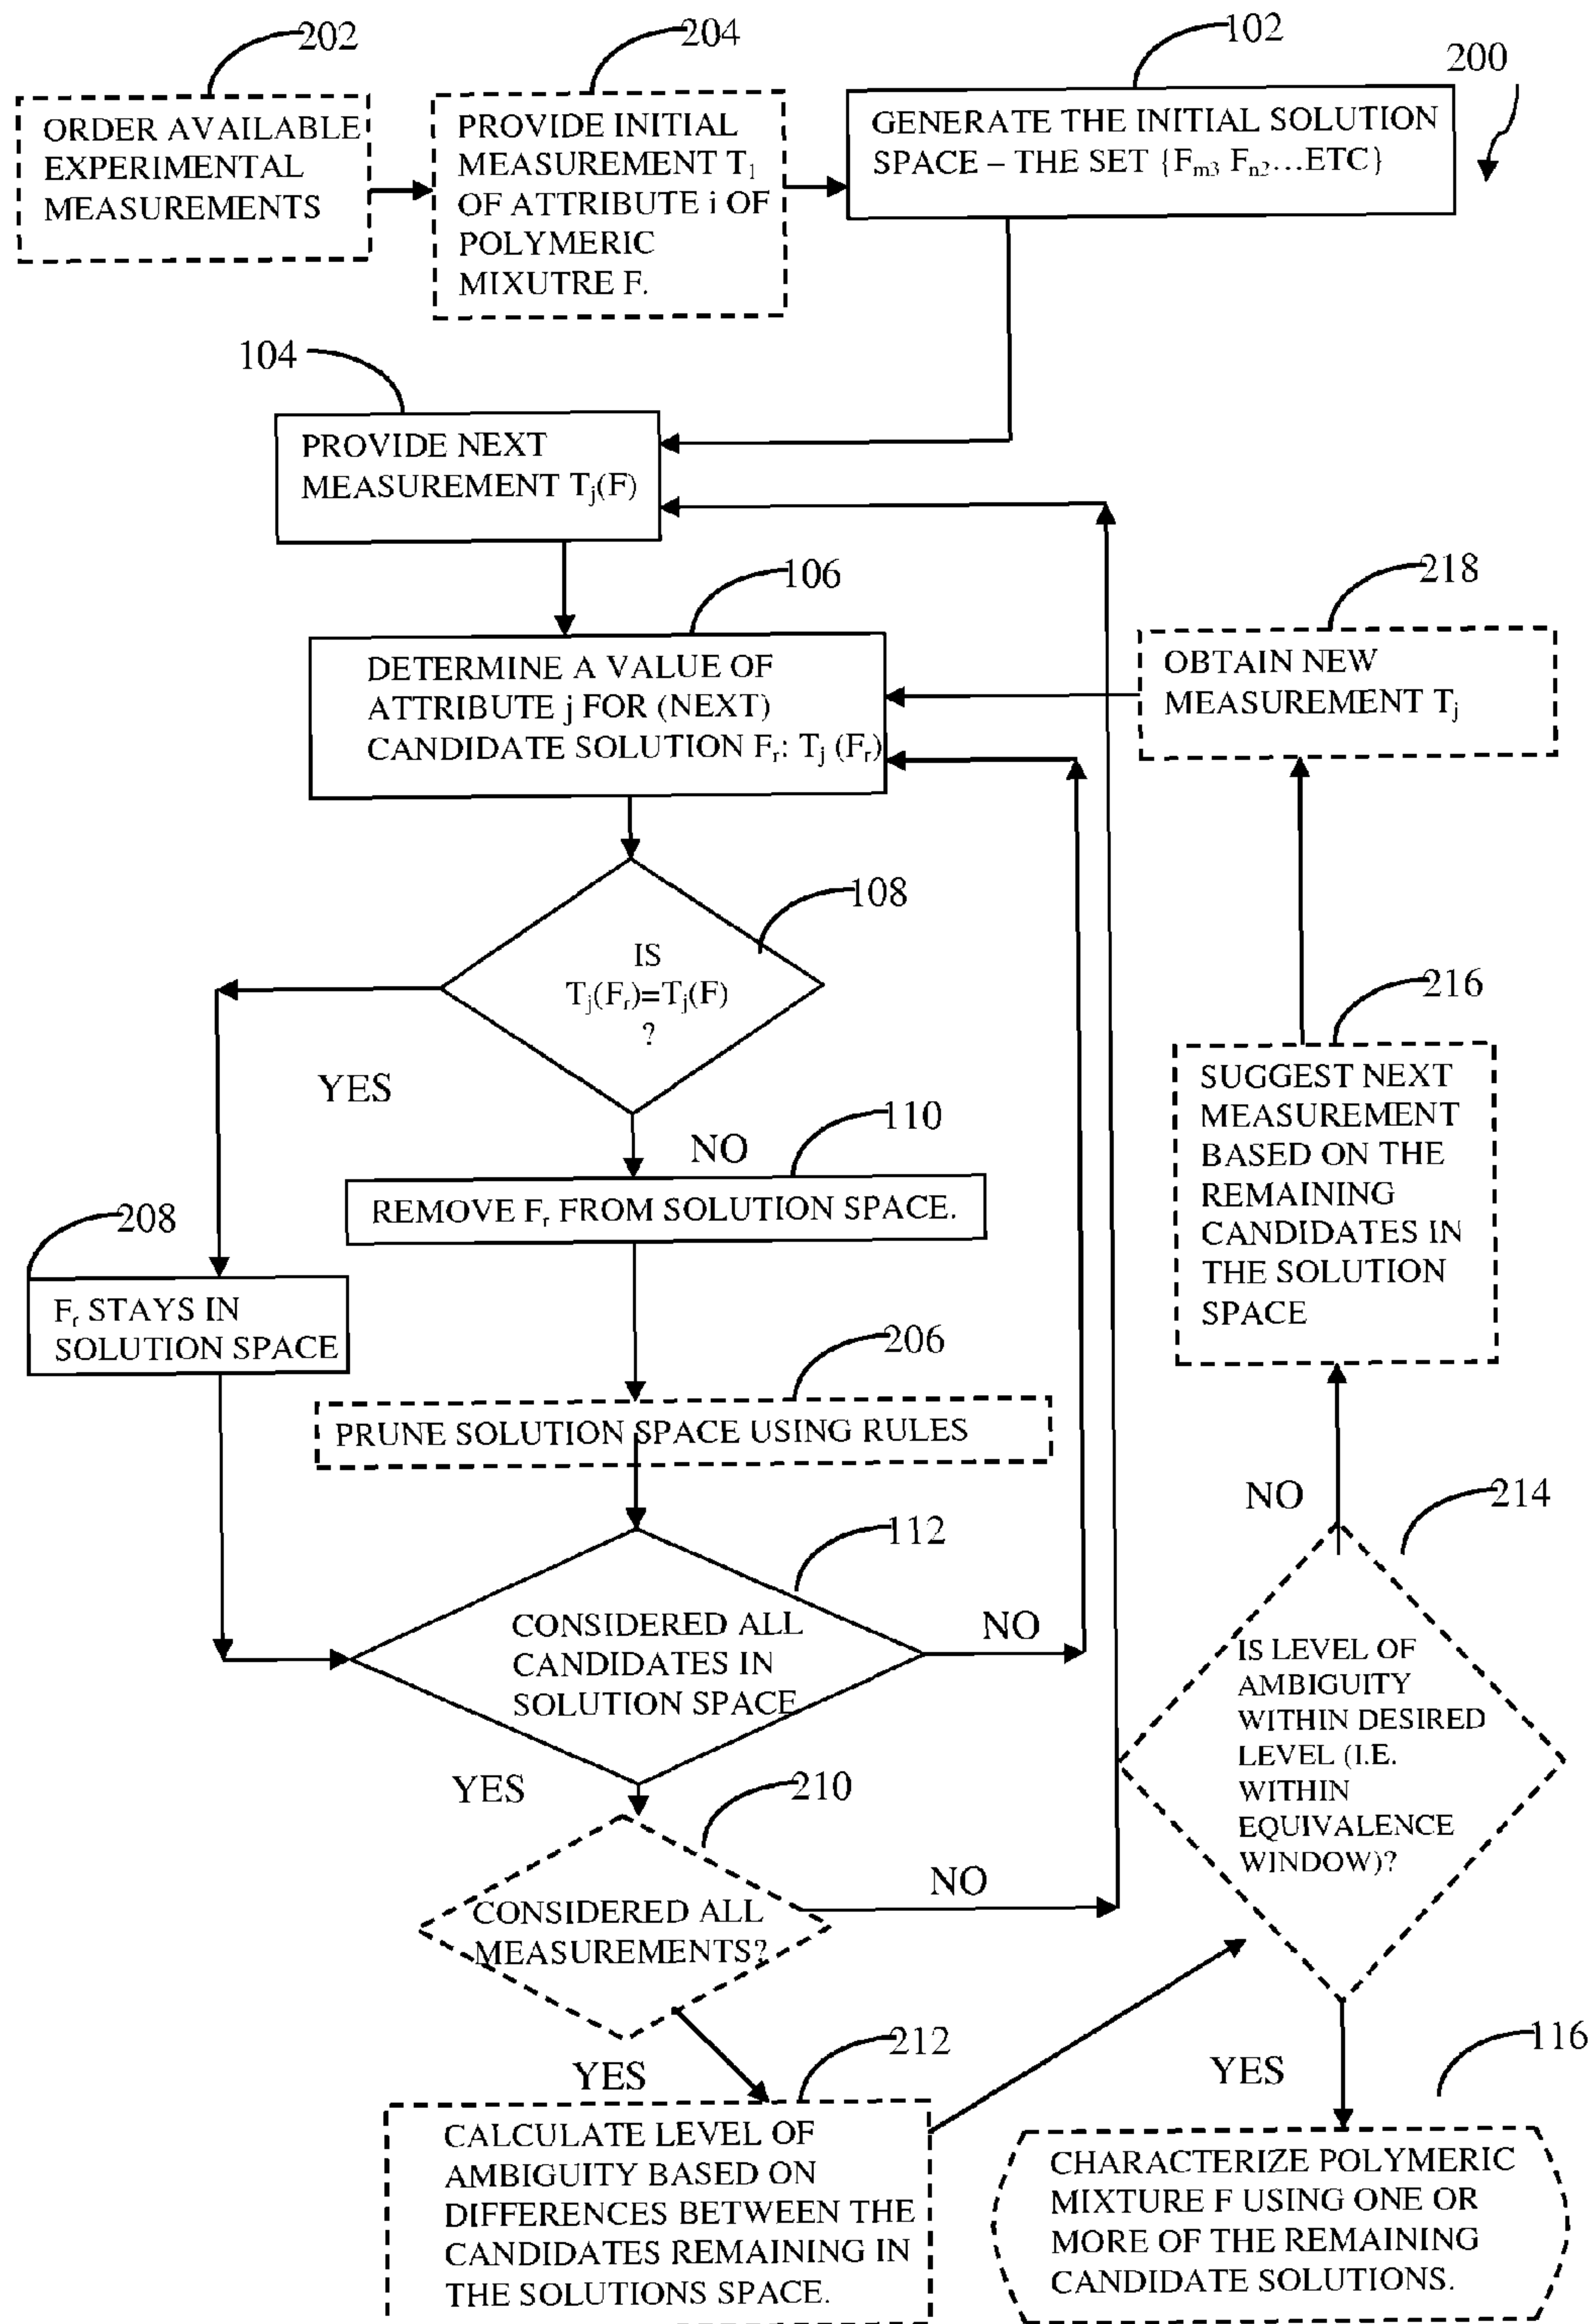 202
204
102
200
ORDER AVAILABLE
EXPERIMENTAL
MEASUREMENTS
PROVIDE INITIAL
MEASUREMENT T1
OF ATTRIBUTE i OF
POLYMERIC
MIXUTRE F.
GENERATE THE INITIAL SOLUTION
SPACE – THE SET {Fm3 Fn2...ETC}
104
PROVIDE NEXT
MEASUREMENT Tj(F)
106
218
DETERMINE A VALUE OF
ATTRIBUTE j FOR (NEXT)
CANDIDATE SOLUTION Fr: Tj (Fr)
OBTAIN NEW
MEASUREMENT Tj
108
IS
Tj(Fr)=Tj(F)
?
216
YES
NO
110
SUGGEST NEXT
MEASUREMENT
BASED ON THE
REMAINING
CANDIDATES IN
THE SOLUTION
SPACE
REMOVE Fr FROM SOLUTION SPACE.
208
Fr STAYS IN
SOLUTION SPACE
206
PRUNE SOLUTION SPACE USING RULES
NO
214
112
CONSIDERED ALL
CANDIDATES IN
SOLUTION SPACE
NO
IS LEVEL OF
AMBIGUITY
WITHIN DESIRED
LEVEL (I.E.
WITHIN
EQUIVALENCE
WINDOW)?
YES
210
CONSIDERED ALL
MEASUREMENTS?
NO
YES
212
YES
116
CALCULATE LEVEL OF
AMBIGUITY BASED ON
DIFFERENCES BETWEEN THE
CANDIDATES REMAINING IN
THE SOLUTIONS SPACE.
CHARACTERIZE POLYMERIC
MIXTURE F USING ONE OR
MORE OF THE REMAINING
CANDIDATE SOLUTIONS.